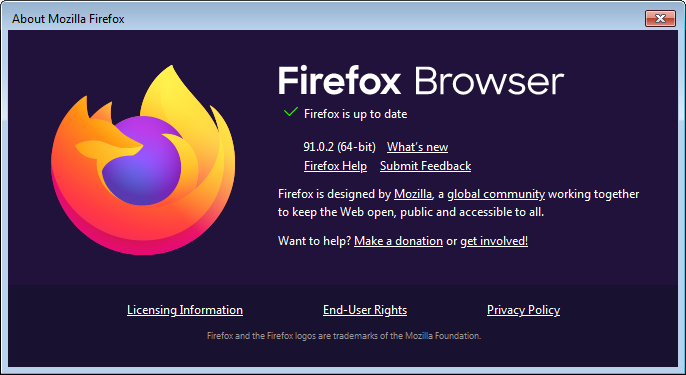 About Mozilla Firefox
Firefox Browser
Firefox is up to date
91.0.2 (64-bit) What's new
Firefox Help Submit Feedback
Firefox is designed by Mozilla, a global community working together
to keep the Web open, public and accessible to all.
Want to help? Make a donation or get involved!
Licensing Information End-User Rights Privacy Policy
Firefox and the Firefox logos are trademarks of the Mozilla Foundation.